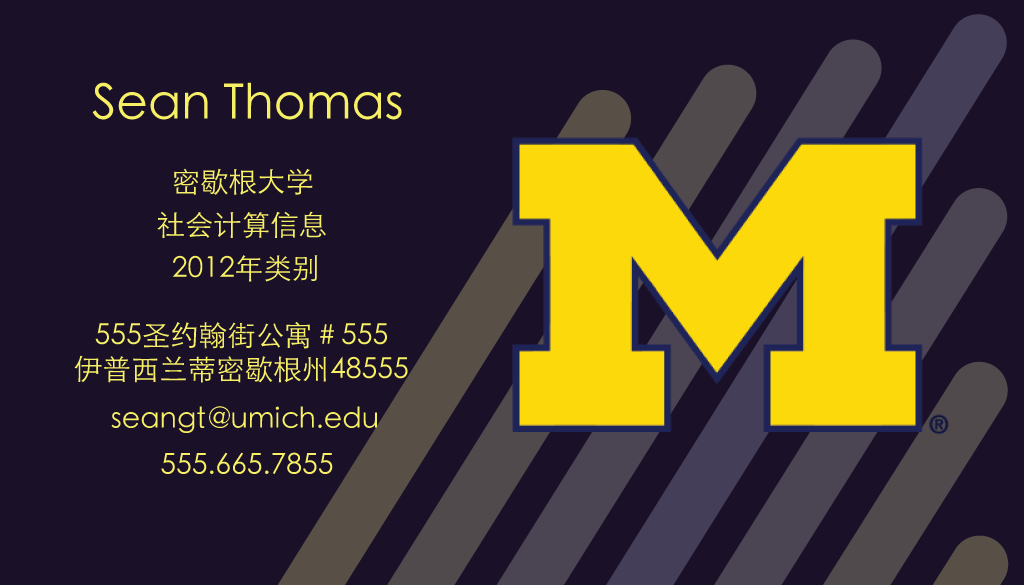 Sean Thomas
密歇根大学
社会计算信息
2012年类别
555圣约翰街公寓 # 555
伊普西兰蒂密歇根州48555
seangt@umich.edu
555.665.7855
M
®